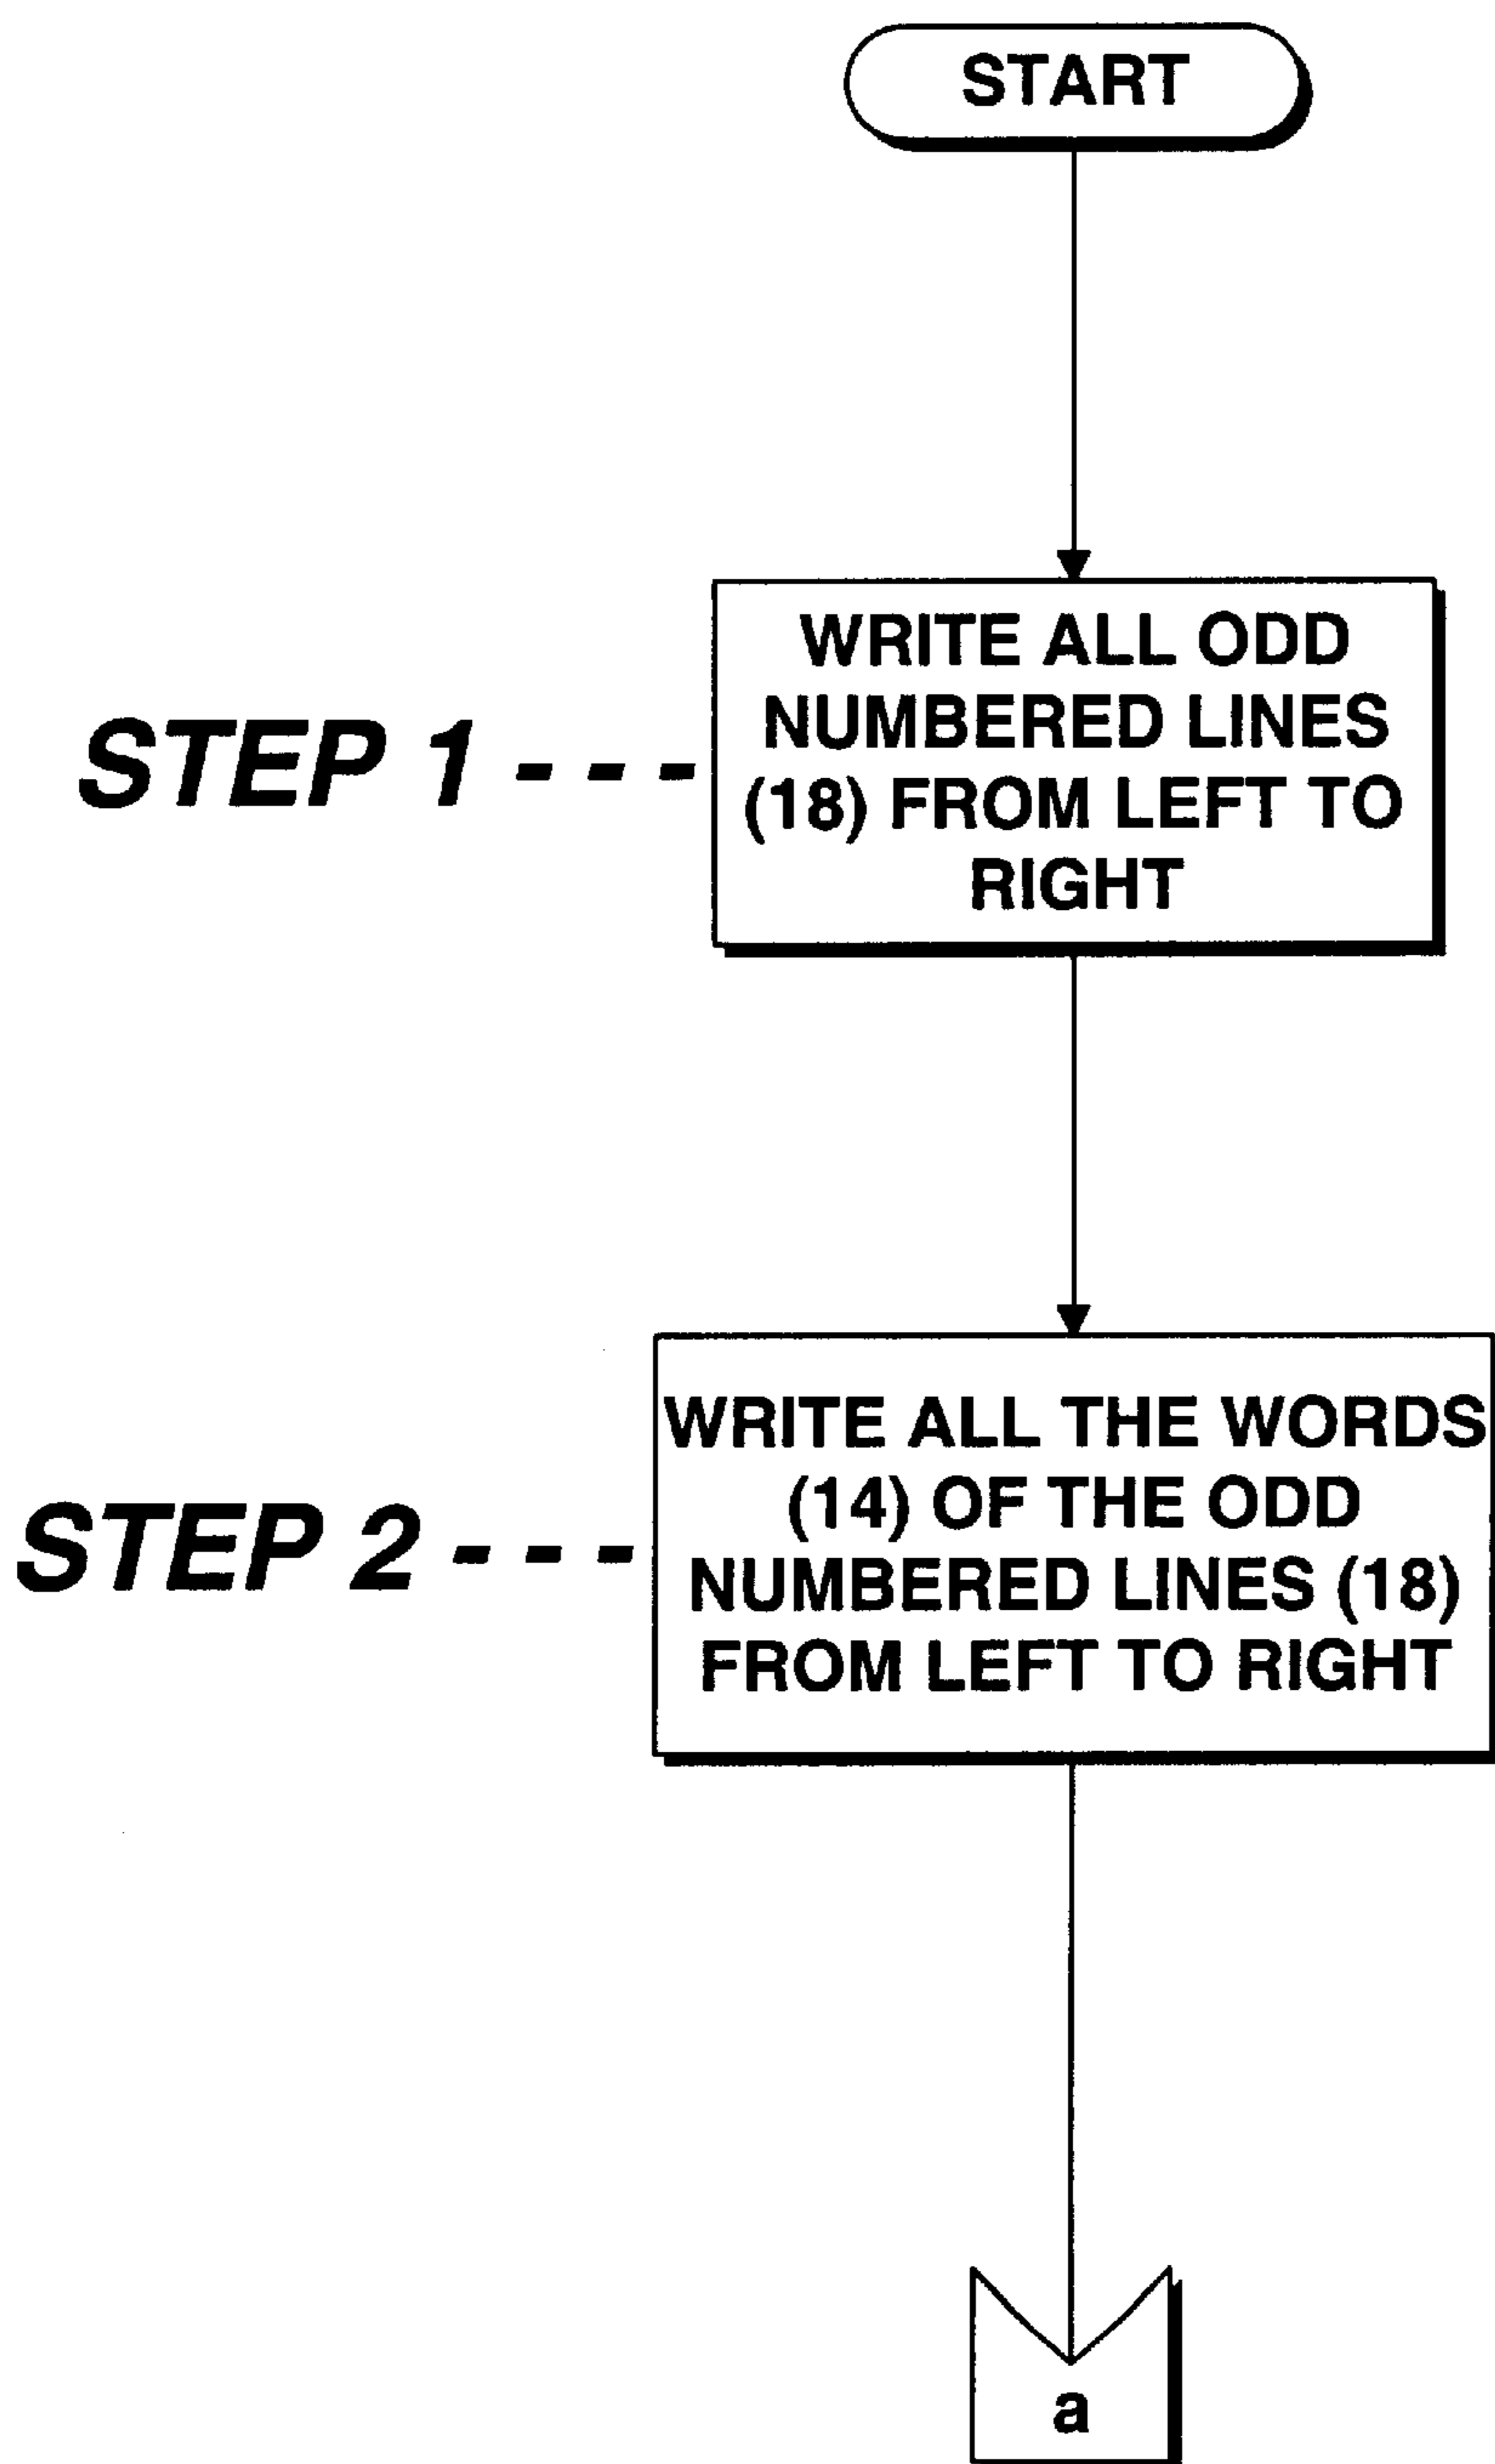 START
WRITE ALL ODD
NUMBERED LINES
(18) FROM LEFT TO
RIGHT
STEP 1 - - -
WRITE ALL THE WORDS
(14) OF THE ODD
NUMBERED LINES (18)
FROM LEFT TO RIGHT
STEP 2 - - -
a